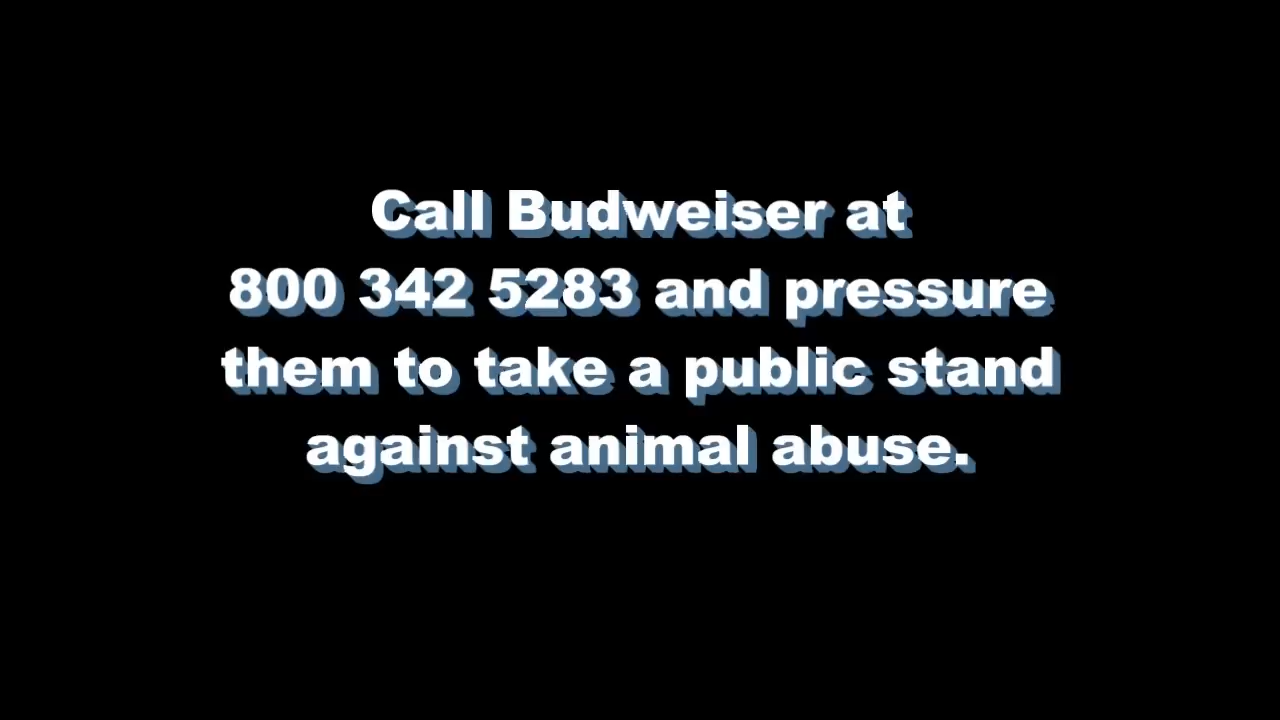 Call Budweiser at
800 342 5283 and pressure
them to take a public stand
against animal abuse.